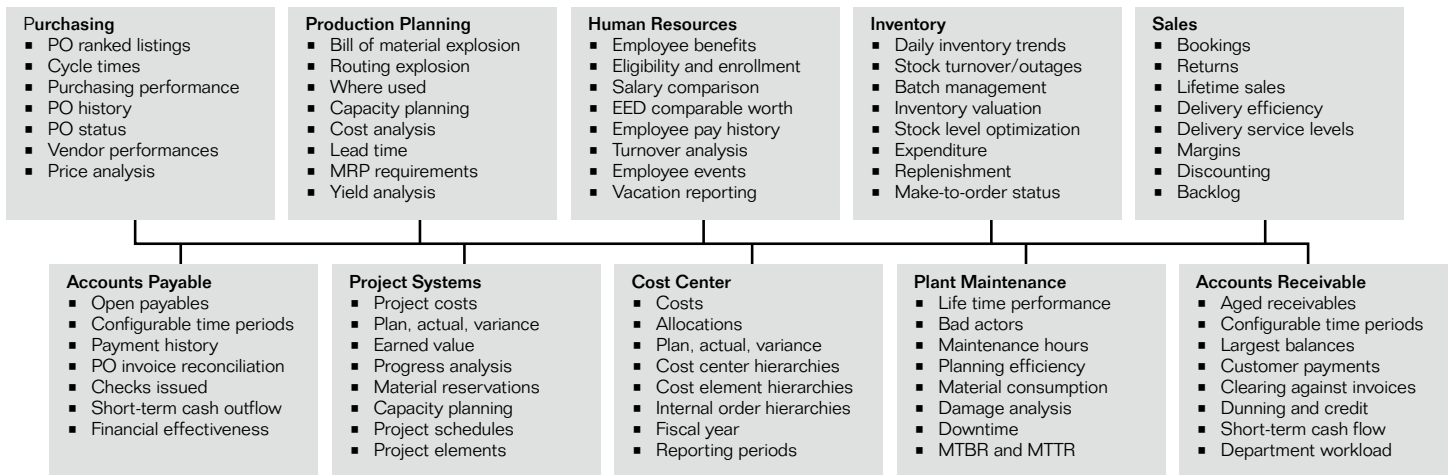 Purchasing
▪ PO ranked listings
▪ Cycle times
▪ Purchasing performance
▪ PO history
▪ PO status
▪ Vendor performances
▪ Price analysis
Production Planning
▪ Bill of material explosion
▪ Routing explosion
▪ Where used
▪ Capacity planning
▪ Cost analysis
▪ Lead time
▪ MRP requirements
▪ Yield analysis
Human Resources
▪ Employee benefits
▪ Eligibility and enrollment
▪ Salary comparison
▪ EED comparable worth
▪ Employee pay history
▪ Turnover analysis
▪ Employee events
▪ Vacation reporting
Inventory
▪ Daily inventory trends
▪ Stock turnover/outages
▪ Batch management
▪ Inventory valuation
▪ Stock level optimization
▪ Expenditure
▪ Replenishment
▪ Make-to-order status
Sales
▪ Bookings
▪ Returns
▪ Lifetime sales
▪ Delivery efficiency
▪ Delivery service levels
▪ Margins
▪ Discounting
▪ Backlog
Accounts Payable
▪ Open payables
▪ Configurable time periods
▪ Payment history
▪ PO invoice reconciliation
▪ Checks issued
▪ Short-term cash outflow
▪ Financial effectiveness
Project Systems
▪ Project costs
▪ Plan, actual, variance
▪ Earned value
▪ Progress analysis
▪ Material reservations
▪ Capacity planning
▪ Project schedules
▪ Project elements
Cost Center
▪ Costs
▪ Allocations
▪ Plan, actual, variance
▪ Cost center hierarchies
▪ Cost element hierarchies
▪ Internal order hierarchies
▪ Fiscal year
▪ Reporting periods
Plant Maintenance
▪ Life time performance
▪ Bad actors
▪ Maintenance hours
▪ Planning efficiency
▪ Material consumption
▪ Damage analysis
▪ Downtime
▪ MTBR and MTTR
Accounts Receivable
▪ Aged receivables
▪ Configurable time periods
▪ Largest balances
▪ Customer payments
▪ Clearing against invoices
▪ Dunning and credit
▪ Short-term cash flow
▪ Department workload